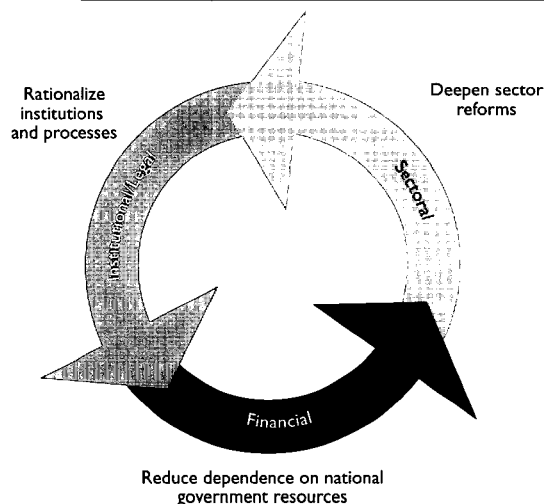 Rationalize
institutions
and processes
Deepen sector
reforms
Institutional/Legal
Sectoral
Financial
Reduce dependence on national
government resources